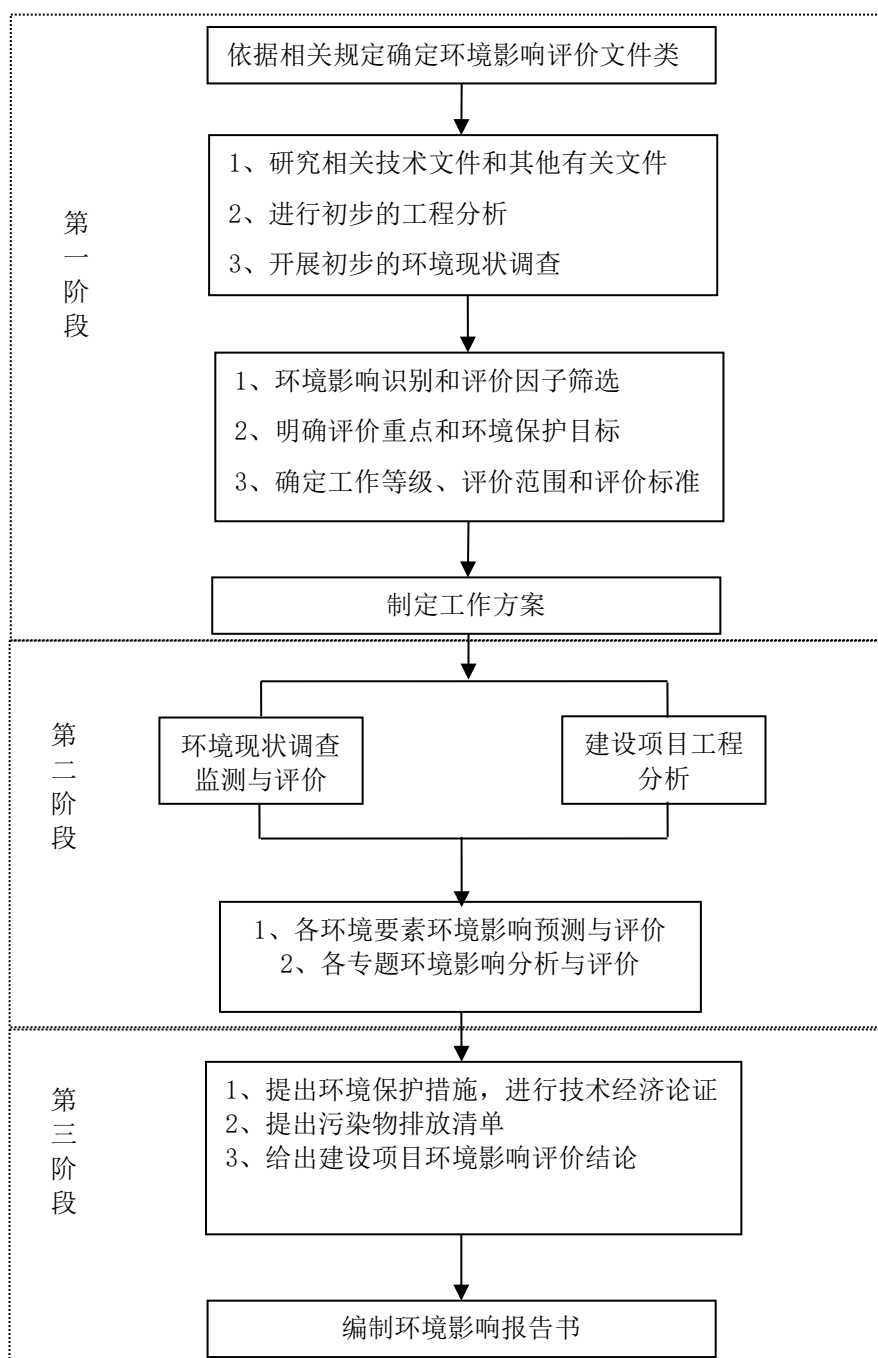 依据相关规定确定环境影响评价文件类
第一阶段
1、研究相关技术文件和其他有关文件
2、进行初步的工程分析
3、开展初步的环境现状调查
1、环境影响识别和评价因子筛选
2、明确评价重点和环境保护目标
3、确定工作等级、评价范围和评价标准
制定工作方案
第二阶段
环境现状调查
监测与评价
建设项目工程
分析
1、各环境要素环境影响预测与评价
2、各专题环境影响分析与评价
第三阶段
1、提出环境保护措施，进行技术经济论证
2、提出污染物排放清单
3、给出建设项目环境影响评价结论
编制环境影响报告书